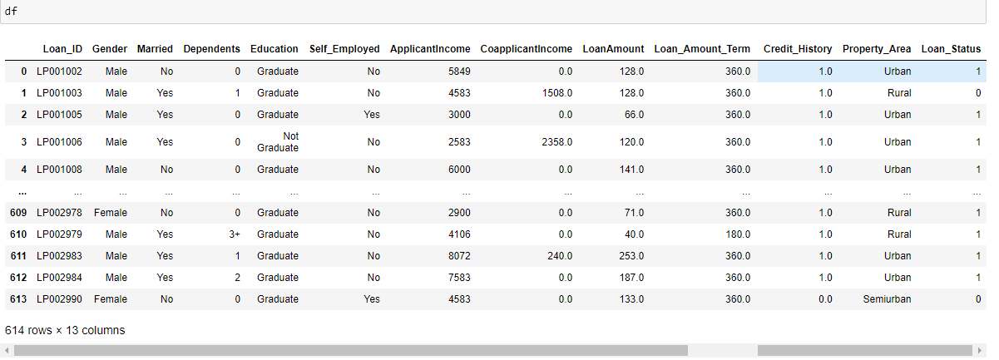 df
Loan_ID Gender Married Dependents Education Self_Employed ApplicantIncome CoapplicantIncome LoanAmount Loan_Amount_Term Credit_History Property_Area Loan_Status
0 LP001002 Male No 0 Graduate No 5849 0.0 128.0 360.0 1.0 Urban 1
1 LP001003 Male Yes 1 Graduate No 4583 1508.0 128.0 360.0 1.0 Rural 0
2 LP001005 Male Yes 0 Graduate Yes 3000 0.0 66.0 360.0 1.0 Urban 1
3 LP001006 Male Yes 0 Not Graduate No 2583 2358.0 120.0 360.0 1.0 Urban 1
4 LP001008 Male No 0 Graduate No 6000 0.0 141.0 360.0 1.0 Urban 1
... ... ... ... ... ... ... ... ... ... ... ... ... ...
609 LP002978 Female No 0 Graduate No 2900 0.0 71.0 360.0 1.0 Rural 1
610 LP002979 Male Yes 3+ Graduate No 4106 0.0 40.0 180.0 1.0 Rural 1
611 LP002983 Male Yes 1 Graduate No 8072 240.0 253.0 360.0 1.0 Urban 1
612 LP002984 Male Yes 2 Graduate No 7583 0.0 187.0 360.0 1.0 Urban 1
613 LP002990 Female No 0 Graduate Yes 4583 0.0 133.0 360.0 0.0 Semiurban 0
614 rows × 13 columns